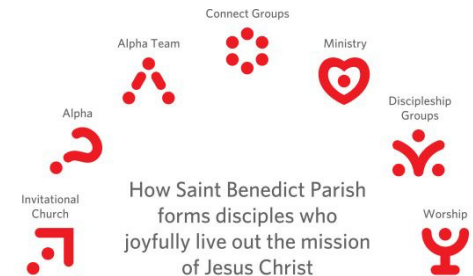 Connect Groups
Alpha Team
Ministry
Alpha
Discipleship
Groups
Invitational
Church
Worship
How Saint Benedict Parish
forms disciples who
joyfully live out the mission
of Jesus Christ